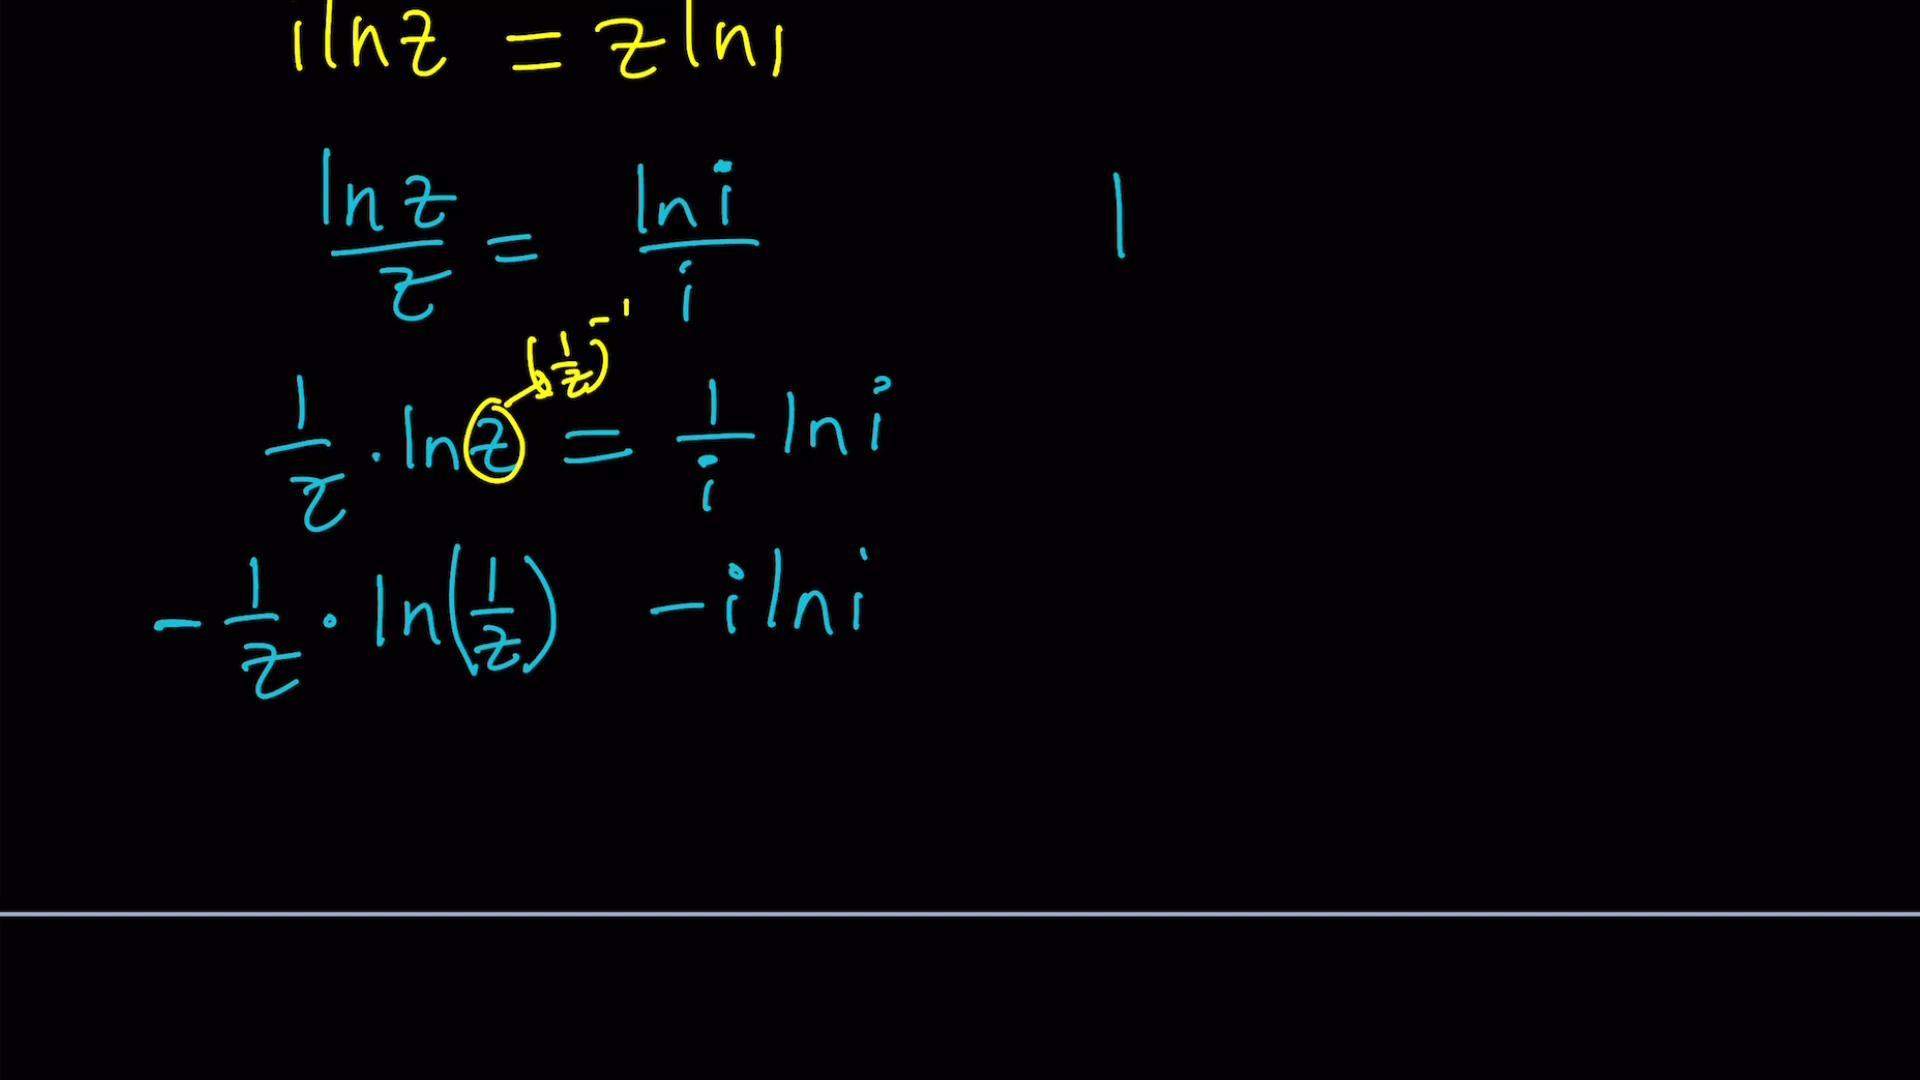 i ln z = z ln i
ln z / z = ln i / i |
(1/z)^-1
1/z · ln z = 1/i ln i
- 1/z · ln(1/z) - i ln i